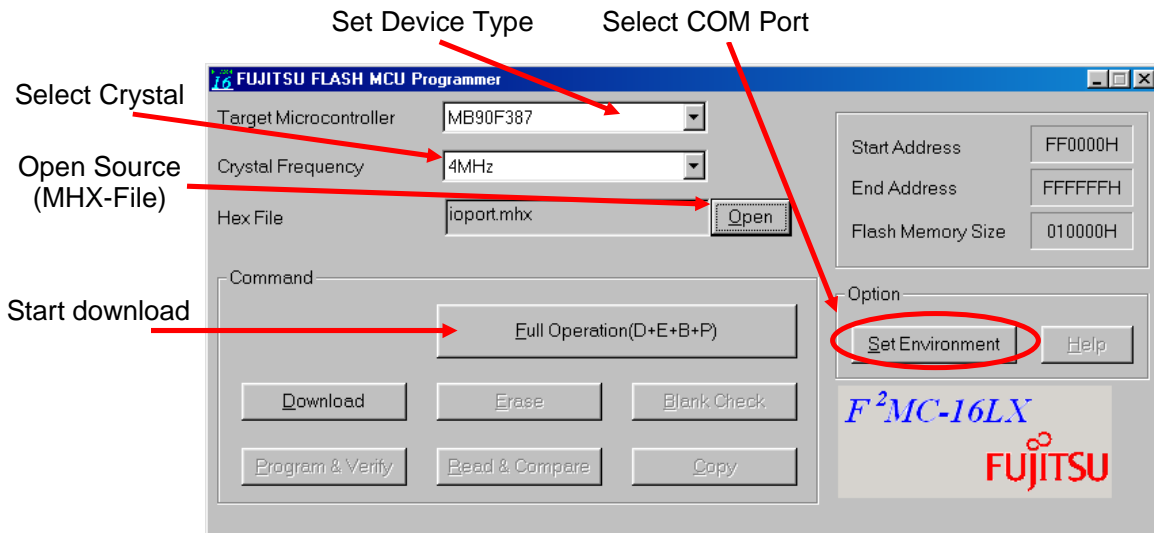 Set Device Type
Select COM Port
FUJITSU FLASH MCU Programmer
Select Crystal
Target Microcontroller
MB90F387
Crystal Frequency
4MHz
Open Source
(MHX-File)
Hex File
ioport.mhx
Open
Start Address
FF0000H
End Address
FFFFFFH
Flash Memory Size
010000H
Command
Start download
Full Operation(D+E+B+P)
Download
Erase
Blank Check
Program & Verify
Read & Compare
Copy
Option
Set Environment
Help
F²MC-16LX
FUJITSU